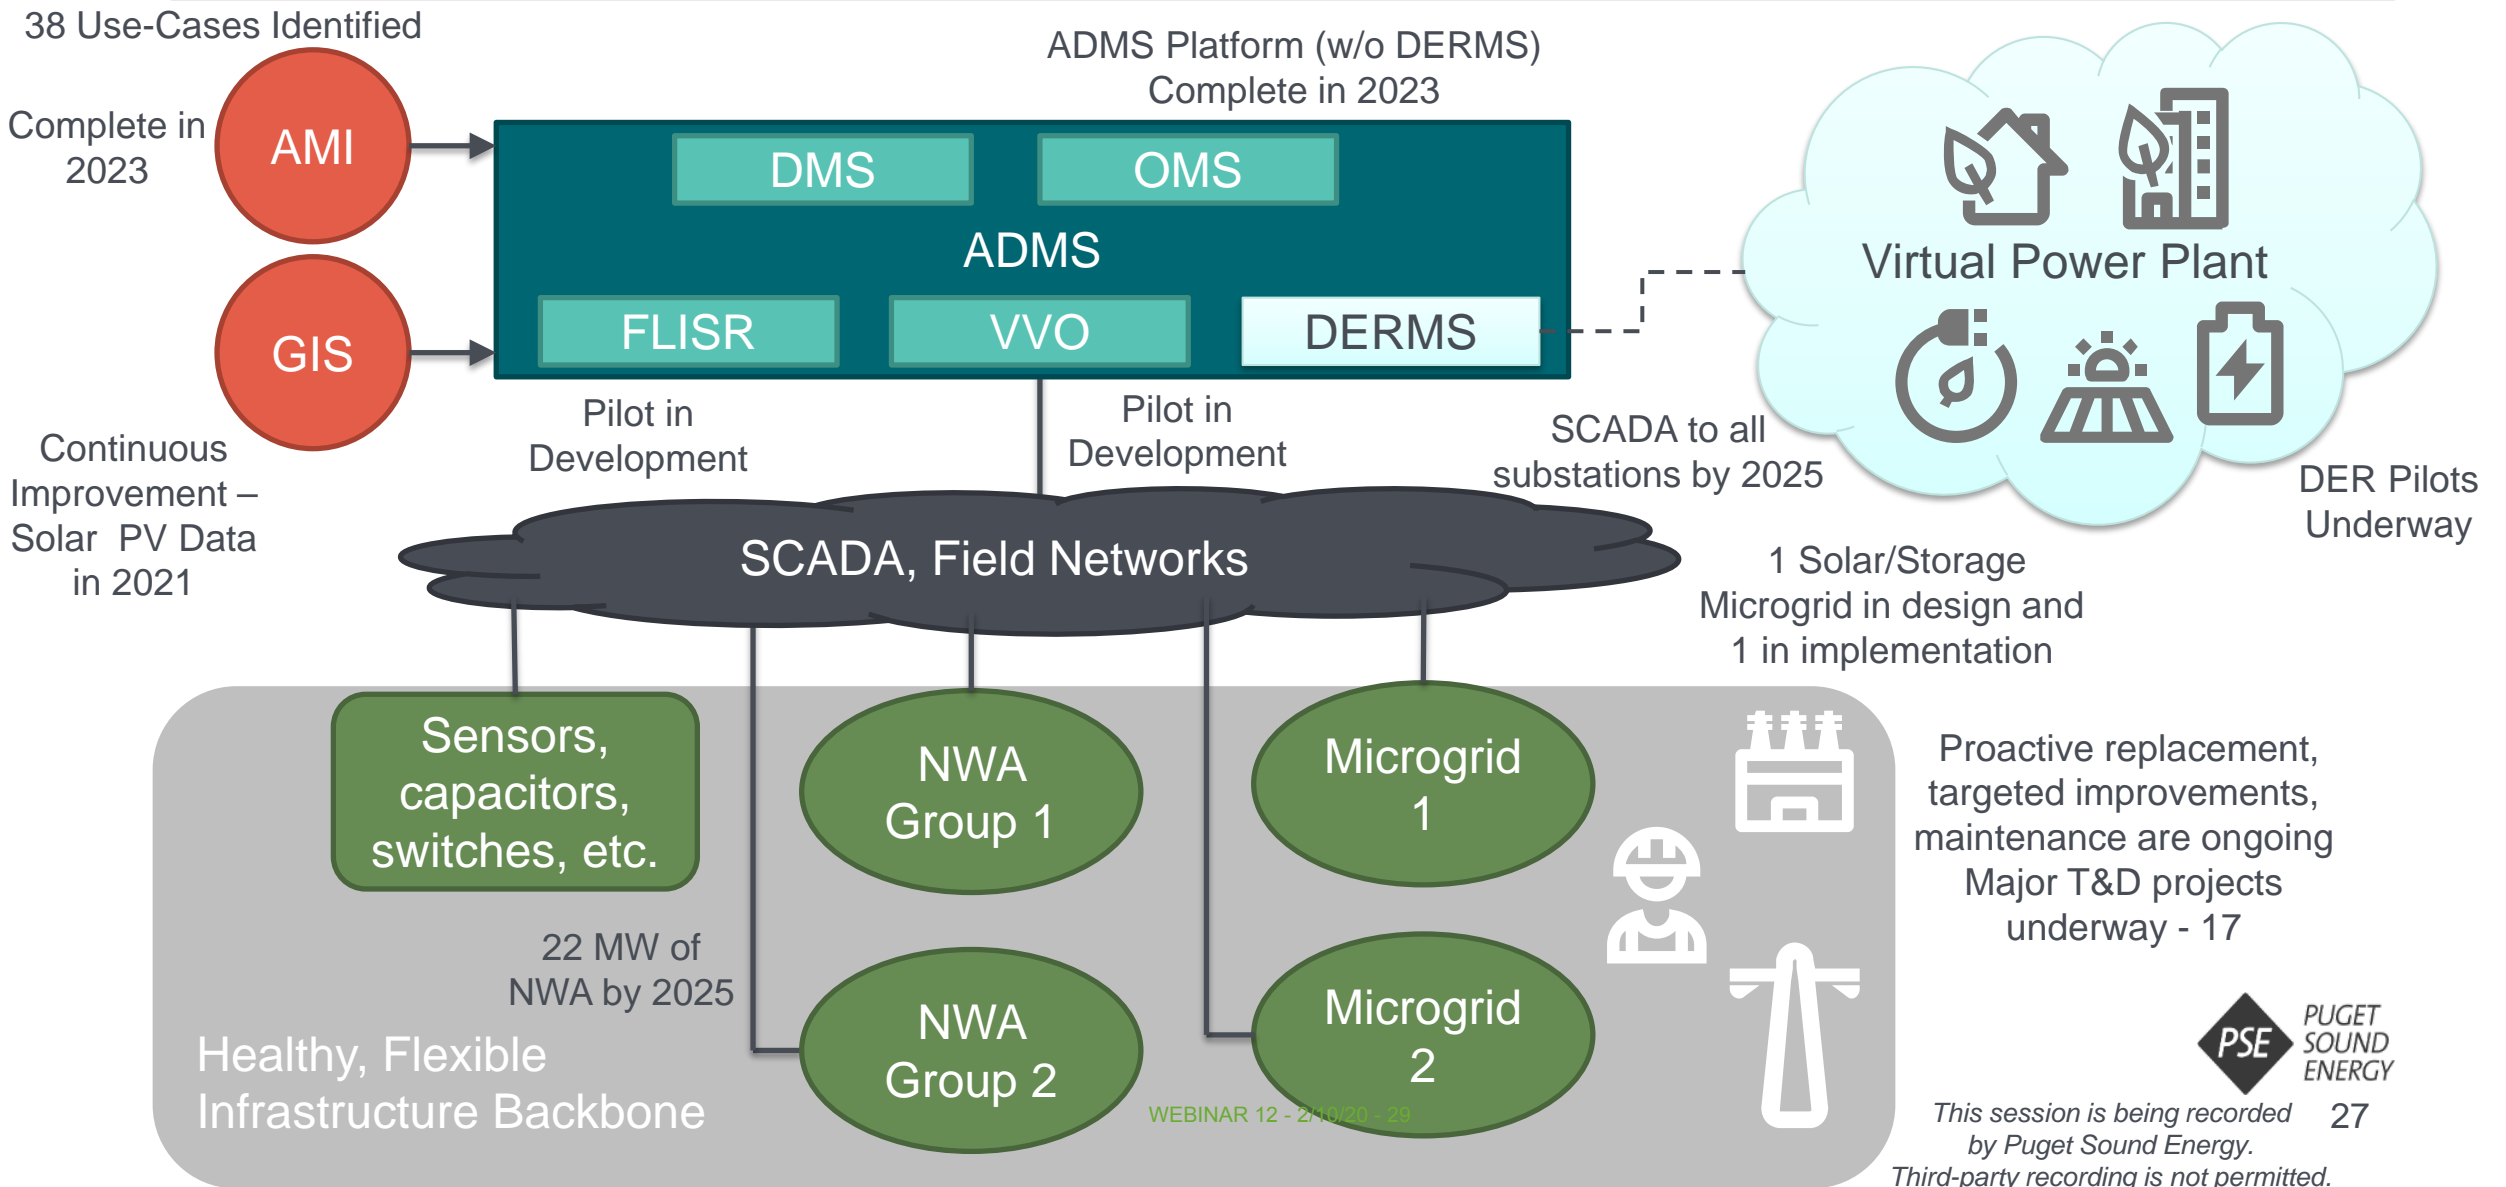 38 Use-Cases Identified
Complete in
2023
AMI
GIS
Continuous
Improvement –
Solar PV Data
in 2021
ADMS Platform (w/o DERMS)
Complete in 2023
DMS
OMS
ADMS
FLISR
VVO
DERMS
Pilot in
Development
Pilot in
Development
SCADA to all
substations by 2025
Virtual Power Plant
DER Pilots
Underway
SCADA, Field Networks
1 Solar/Storage
Microgrid in design and
1 in implementation
Sensors,
capacitors,
switches, etc.
NWA
Group 1
Microgrid
1
22 MW of
NWA by 2025
NWA
Group 2
Microgrid
2
Healthy, Flexible
Infrastructure Backbone
Proactive replacement,
targeted improvements,
maintenance are ongoing
Major T&D projects
underway - 17
WEBINAR 12 - 2/10/20 - 29
PSE
PUGET
SOUND
ENERGY
This session is being recorded
by Puget Sound Energy.
Third-party recording is not permitted.
27